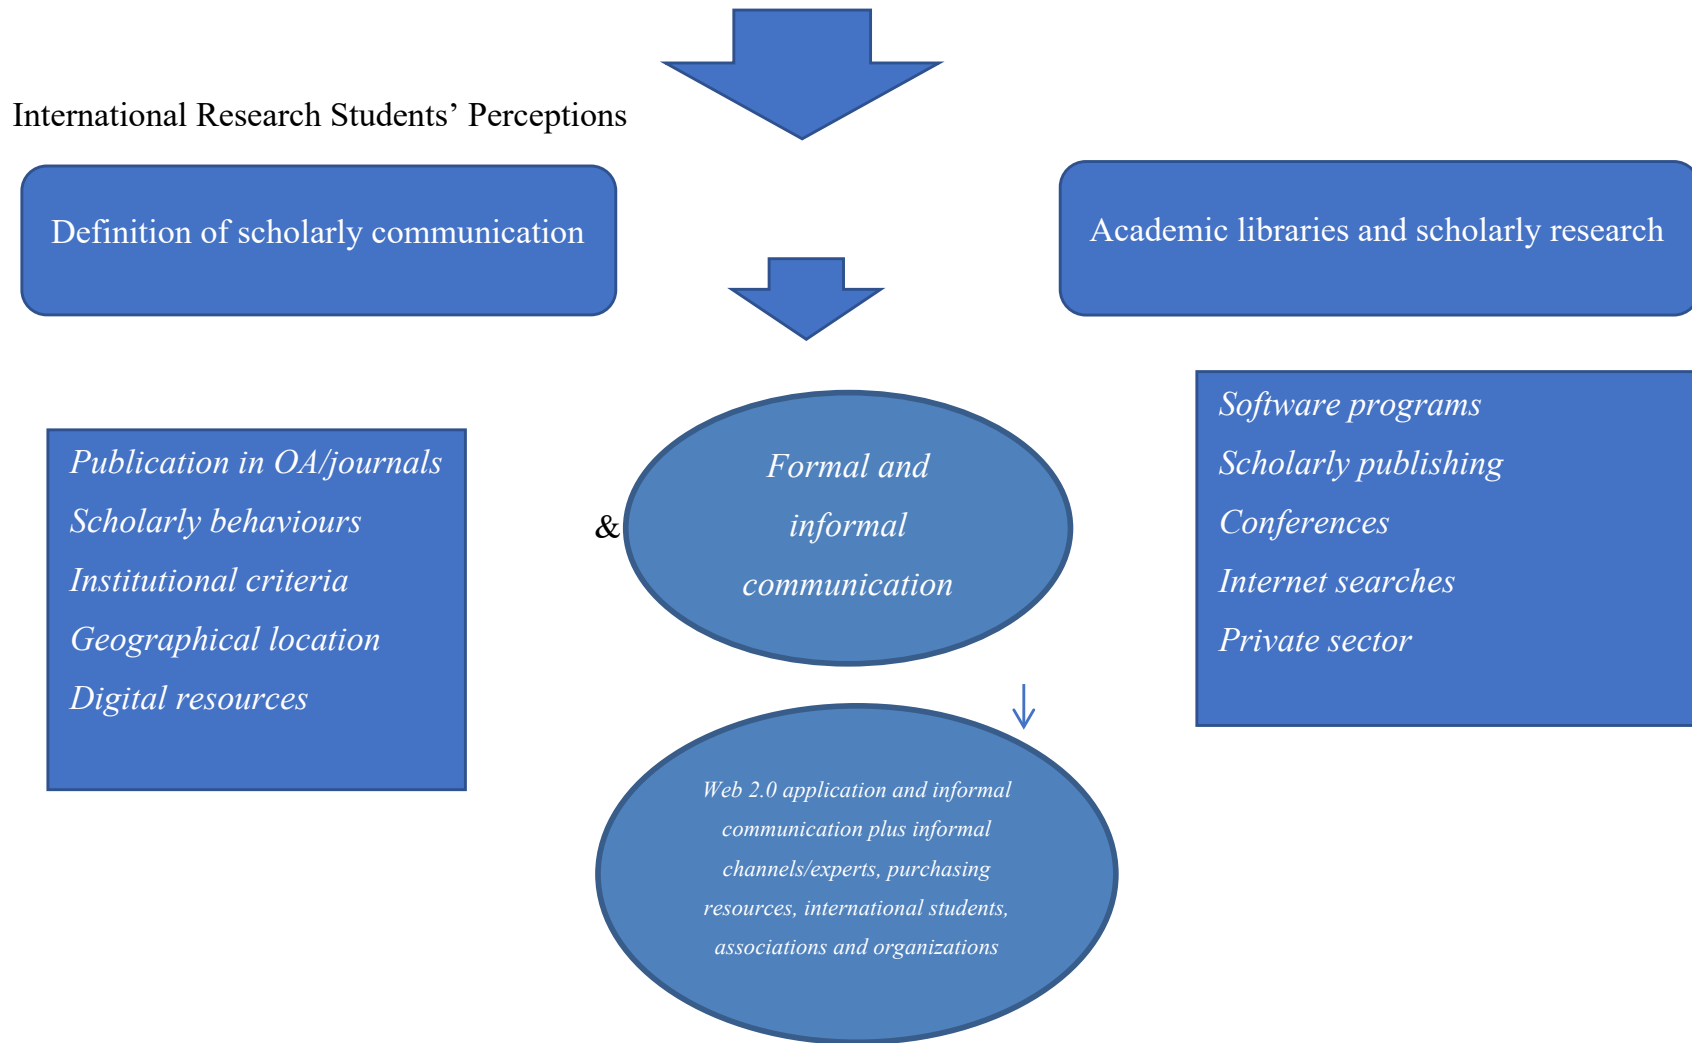 International Research Students’ Perceptions
Definition of scholarly communication
Academic libraries and scholarly research
Publication in OA/journals
Scholarly behaviours
Institutional criteria
Geographical location
Digital resources
&
Formal and
informal
communication
Software programs
Scholarly publishing
Conferences
Internet searches
Private sector
Web 2.0 application and informal
communication plus informal
channels/experts, purchasing
resources, international students,
associations and organizations